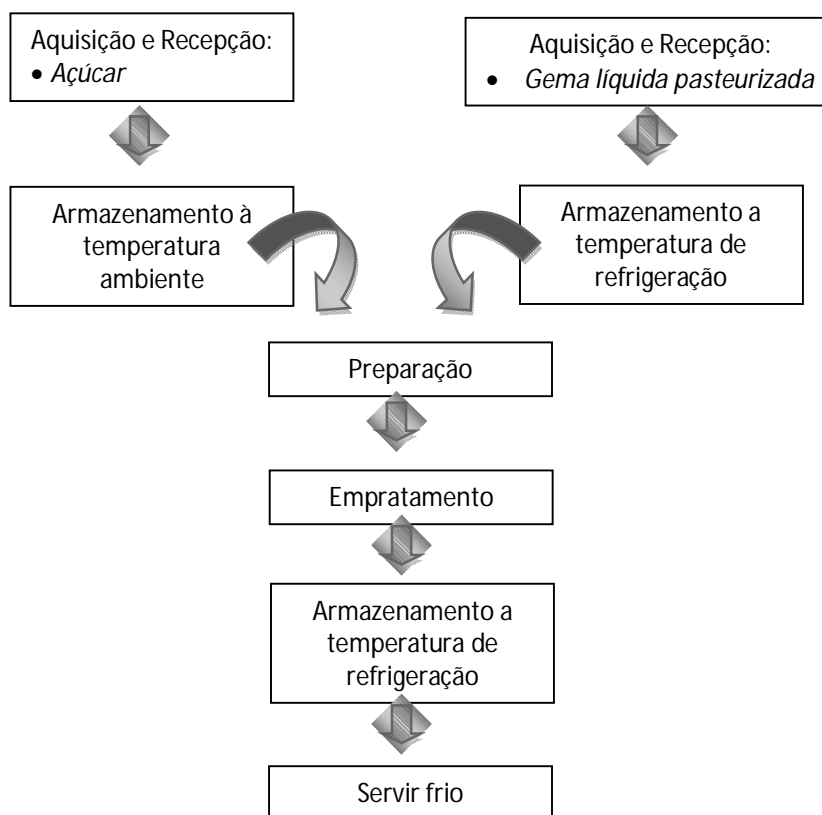 Aquisição e Recepção:
• Açúcar
Aquisição e Recepção:
• Gema líquida pasteurizada
Armazenamento à
temperatura
ambiente
Armazenamento a
temperatura de
refrigeração
Preparação
Empratamento
Armazenamento a
temperatura de
refrigeração
Servir frio